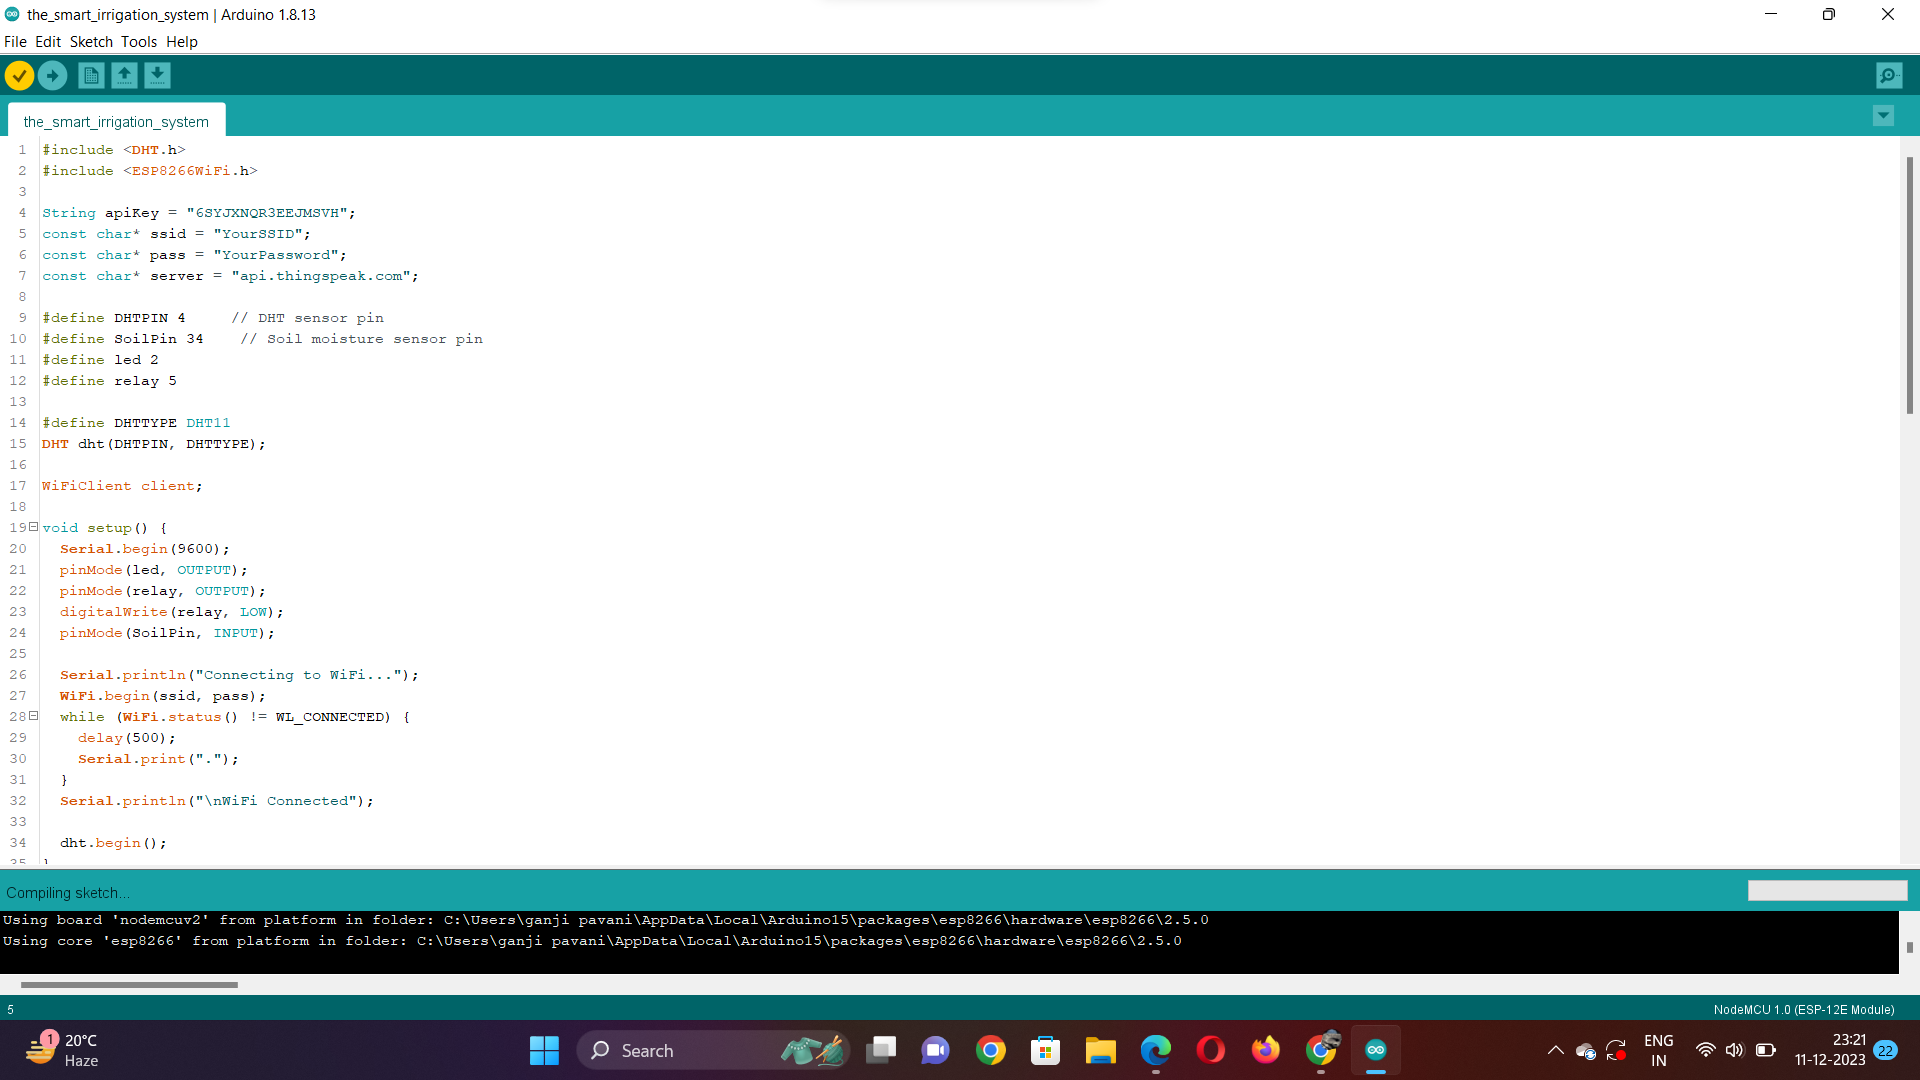 the_smart_irrigation_system | Arduino 1.8.13
File Edit Sketch Tools Help
the_smart_irrigation_system
1 #include <DHT.h>
2 #include <ESP8266WiFi.h>
3
4 String apiKey = "6SYJXNQR3EEJMSVH";
5 const char* ssid = "YourSSID";
6 const char* pass = "YourPassword";
7 const char* server = "api.thingspeak.com";
8
9 #define DHTPIN 4     // DHT sensor pin
10 #define SoilPin 34    // Soil moisture sensor pin
11 #define led 2
12 #define relay 5
13
14 #define DHTTYPE DHT11
15 DHT dht(DHTPIN, DHTTYPE);
16
17 WiFiClient client;
18
19 void setup() {
20   Serial.begin(9600);
21   pinMode(led, OUTPUT);
22   pinMode(relay, OUTPUT);
23   digitalWrite(relay, LOW);
24   pinMode(SoilPin, INPUT);
25
26   Serial.println("Connecting to WiFi...");
27   WiFi.begin(ssid, pass);
28   while (WiFi.status() != WL_CONNECTED) {
29     delay(500);
30     Serial.print(".");
31   }
32   Serial.println("\nWiFi Connected");
33
34   dht.begin();
35 }
Compiling sketch...
Using board 'nodemcuv2' from platform in folder: C:\Users\ganji pavani\AppData\Local\Arduino15\packages\esp8266\hardware\esp8266\2.5.0
Using core 'esp8266' from platform in folder: C:\Users\ganji pavani\AppData\Local\Arduino15\packages\esp8266\hardware\esp8266\2.5.0
5
NodeMCU 1.0 (ESP-12E Module)
1
20°C
Haze
Search
ENG
IN
23:21
11-12-2023
22